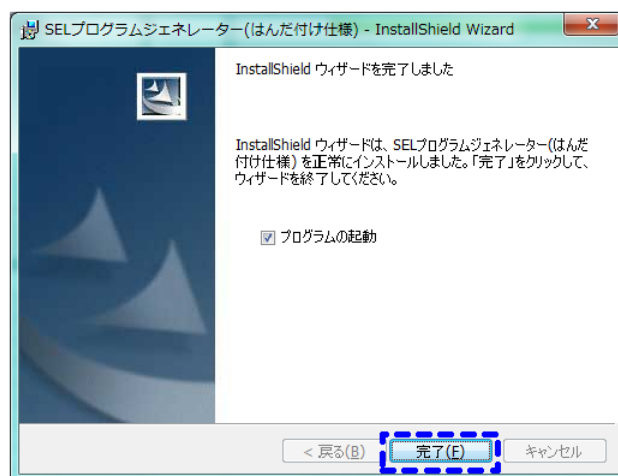 SELプログラムジェネレーター(はんだ付け仕様) - InstallShield Wizard
InstallShield ウィザードを完了しました
InstallShield ウィザードは、SELプログラムジェネレーター(はんだ
付け仕様) を正常にインストールしました。「完了」をクリックして、
ウィザードを終了してください。
プログラムの起動
< 戻る(B)
完了(F)
キャンセル